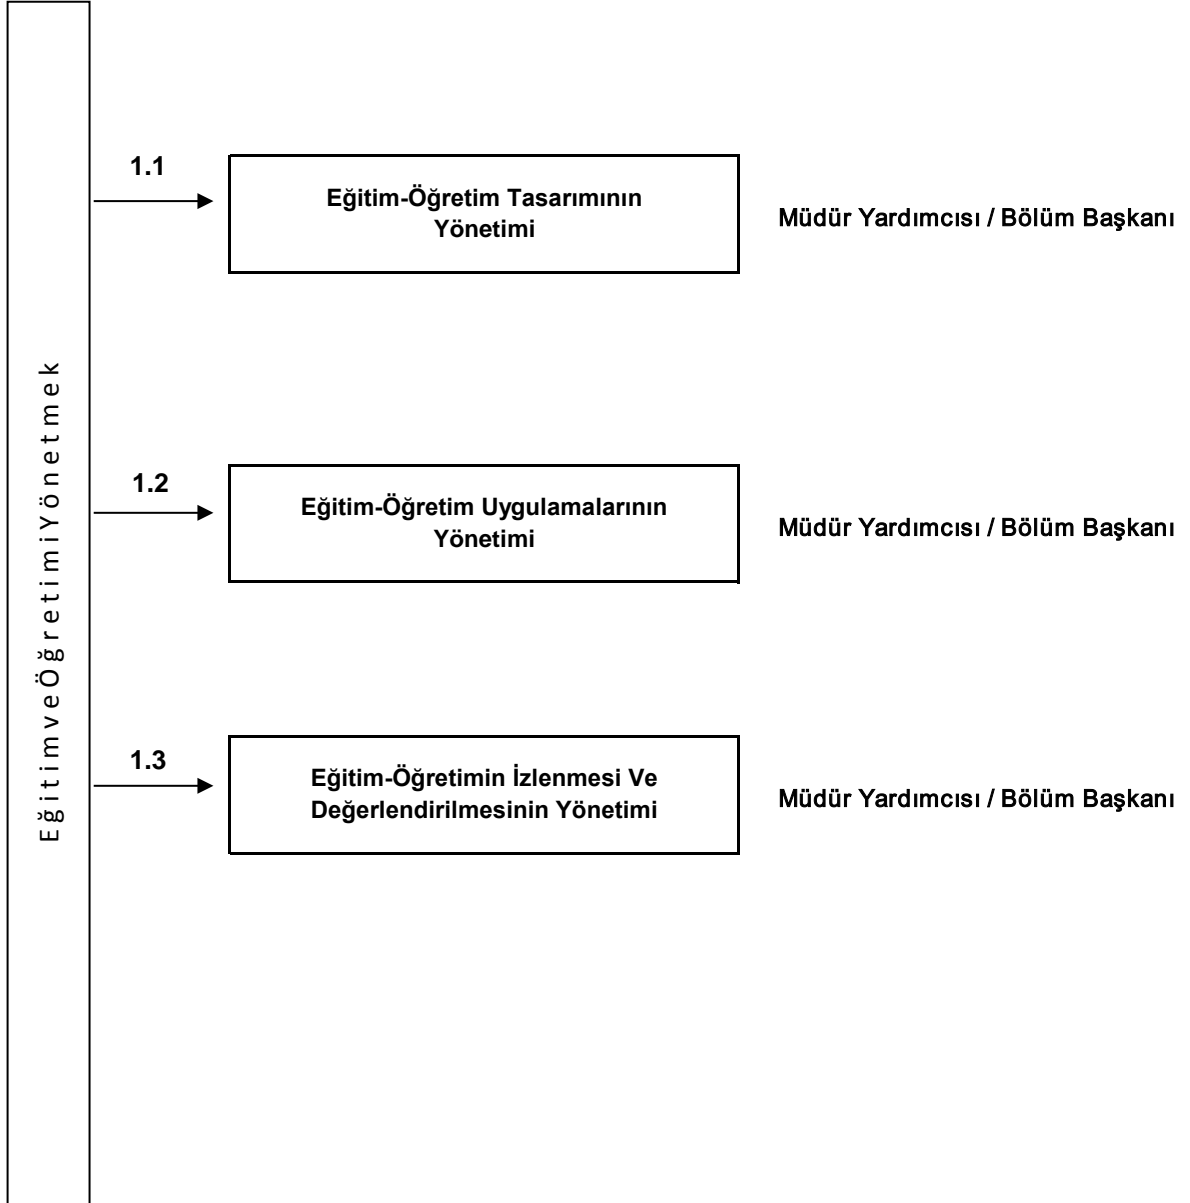 EğitimveÖğretimiYönetmek
1.1
Eğitim-Öğretim Tasarımının
Yönetimi
Müdür Yardımcısı / Bölüm Başkanı
1.2
Eğitim-Öğretim Uygulamalarının
Yönetimi
Müdür Yardımcısı / Bölüm Başkanı
1.3
Eğitim-Öğretimin İzlenmesi Ve
Değerlendirilmesinin Yönetimi
Müdür Yardımcısı / Bölüm Başkanı